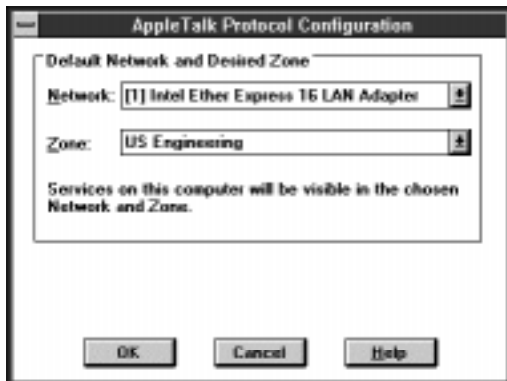 AppleTalk Protocol Configuration
Default Network and Desired Zone
Network: [1] Intel Ether Express 16 LAN Adapter
Zone: US Engineering
Services on this computer will be visible in the chosen
Network and Zone.
OK Cancel Help